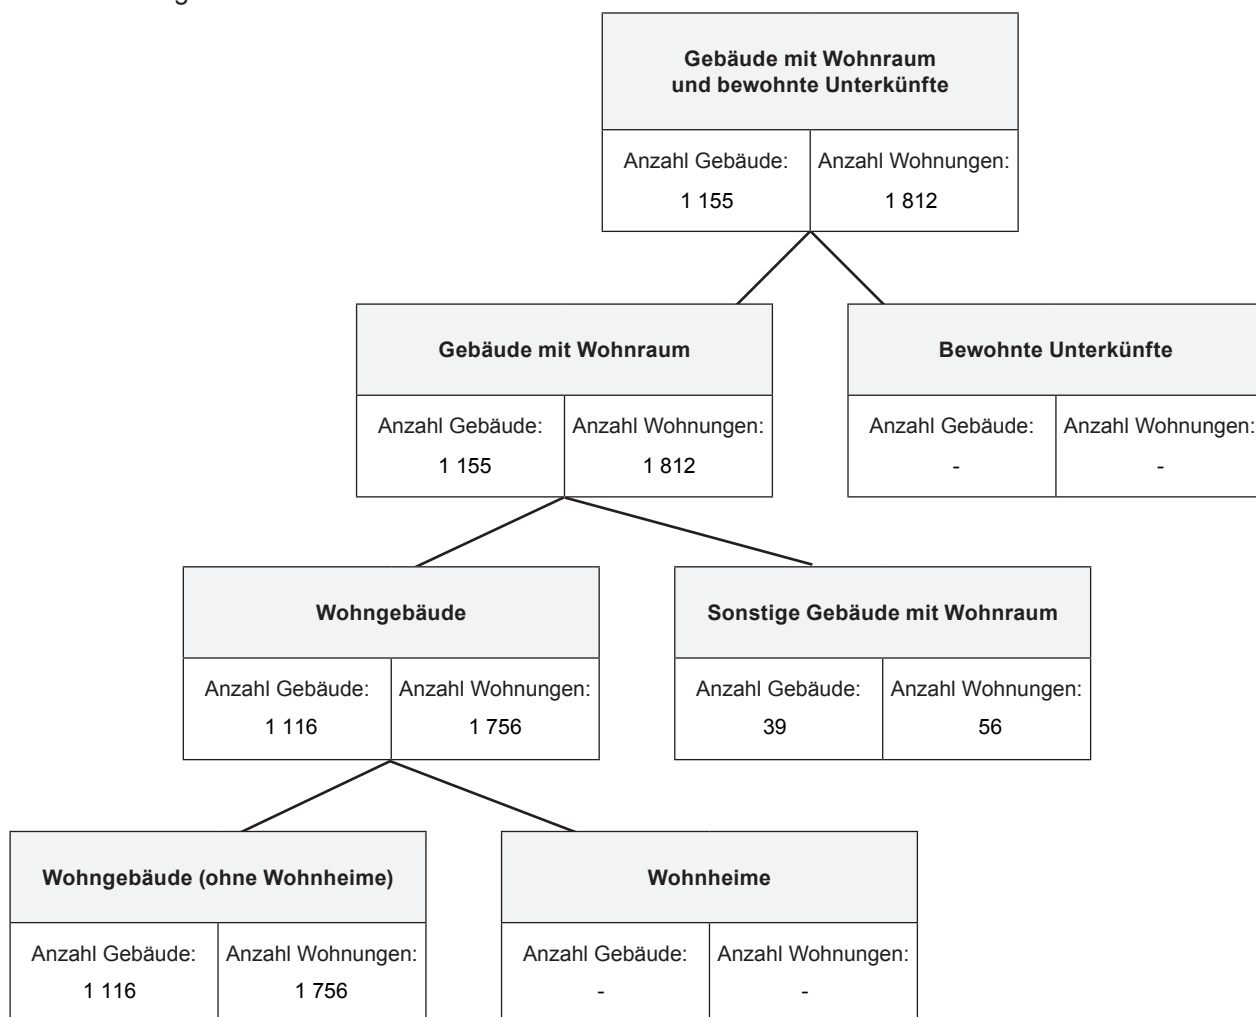 Gebäude mit Wohnraum
und bewohnte Unterkünfte
Anzahl Gebäude: Anzahl Wohnungen:
1 155 1 812
Gebäude mit Wohnraum
Anzahl Gebäude: Anzahl Wohnungen:
1 155 1 812
Bewohnte Unterkünfte
Anzahl Gebäude: Anzahl Wohnungen:
- -
Wohngebäude
Anzahl Gebäude: Anzahl Wohnungen:
1 116 1 756
Sonstige Gebäude mit Wohnraum
Anzahl Gebäude: Anzahl Wohnungen:
39 56
Wohngebäude (ohne Wohnheime)
Anzahl Gebäude: Anzahl Wohnungen:
1 116 1 756
Wohnheime
Anzahl Gebäude: Anzahl Wohnungen:
- -